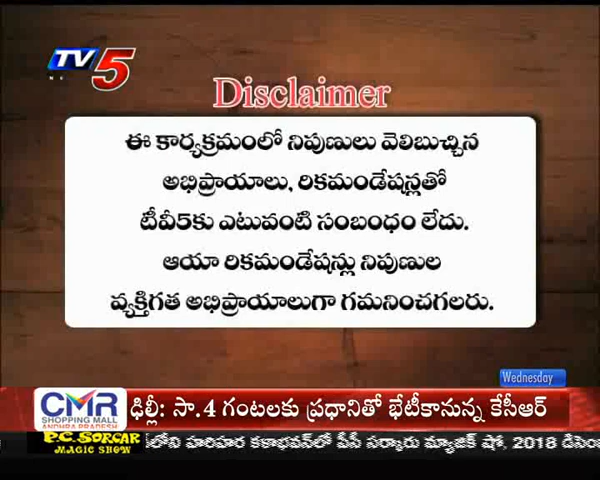 TV5
NE
Disclaimer
ఈ కార్యక్రమంలో నిపుణులు వెలిబుచ్చిన
అభిప్రాయాలు, రికమండేషన్లతో
టీవీ5కు ఎటువంటి సంబంధం లేదు.
ఆయా రికమండేషన్లు నిపుణుల
వ్యక్తిగత అభిప్రాయాలుగా గమనించగలరు.
Wednesday
CMR
SHOPPING MALL
ANDHRA PRADESH
ఢిల్లీ: సా.4 గంటలకు ప్రధానితో భేటీకానున్న కేసీఆర్
P.C. SORCAR
MAGIC SHOW
లోని హరిహర కళాభవన్‌లో పీసీ సర్కారు మ్యాజిక్ షో, 2018 డిసెం